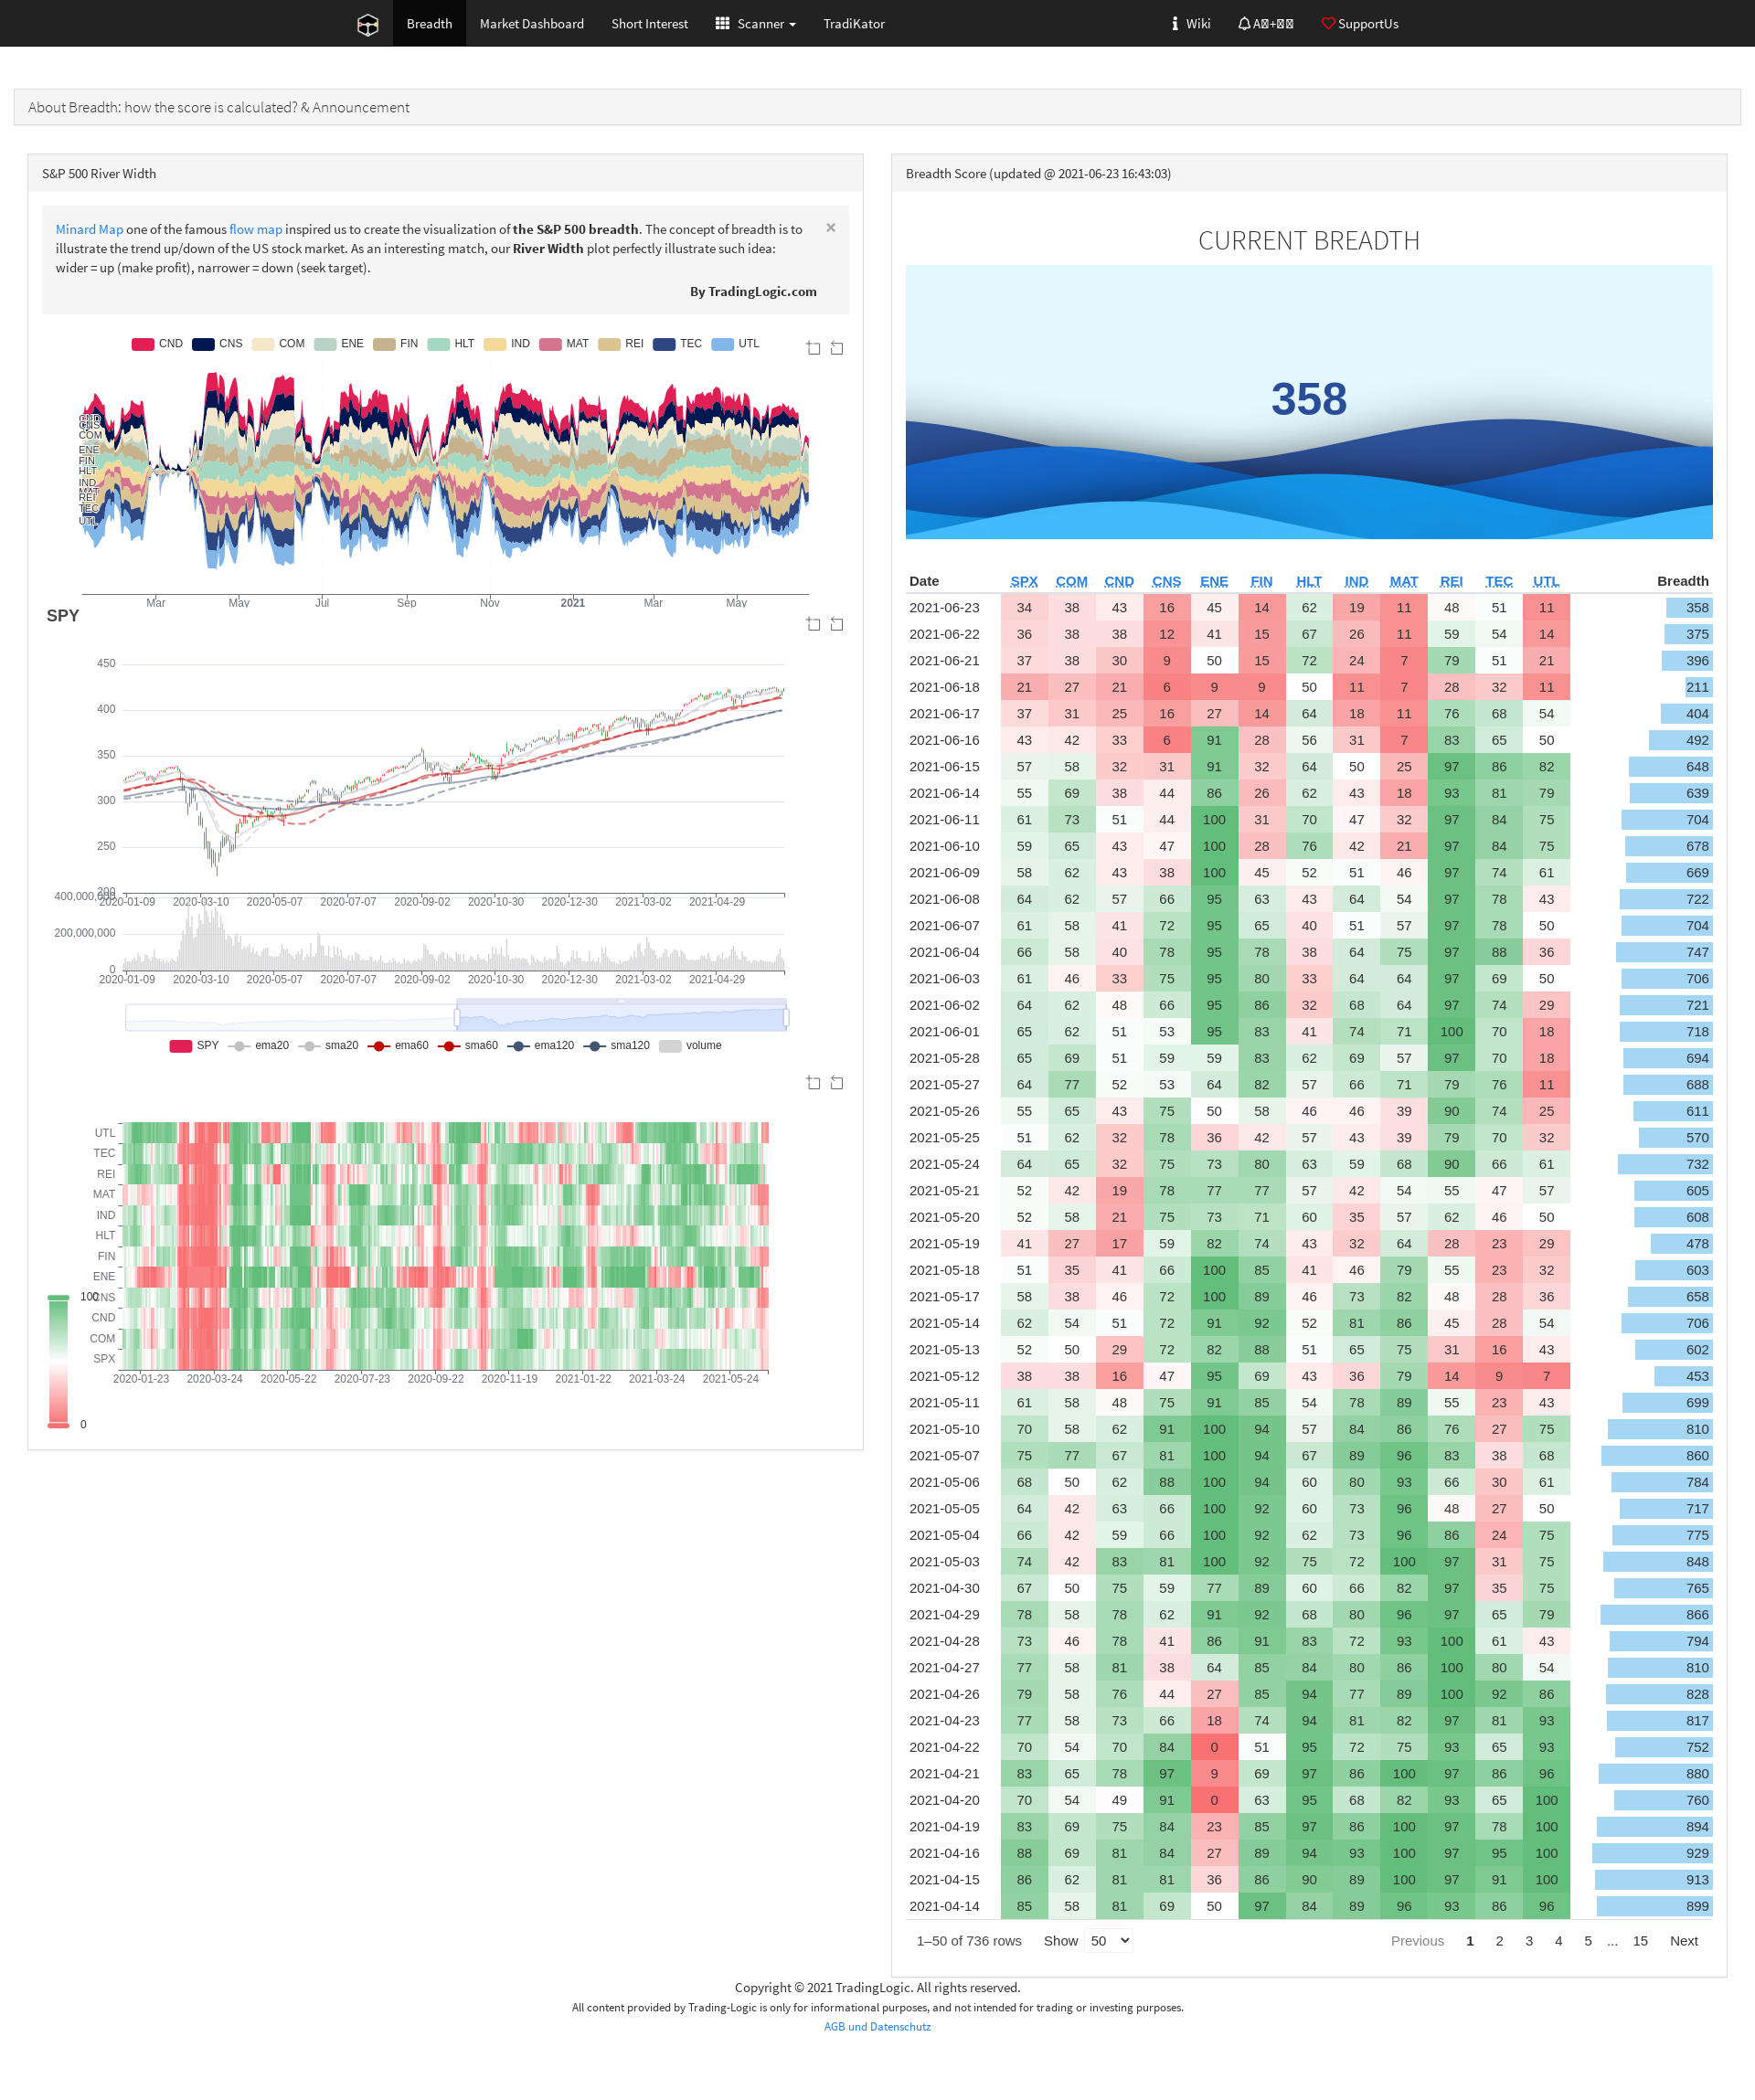 Breadth Market Dashboard Short Interest Scanner TradiKator Wiki SupportUs
About Breadth: how the score is calculated? & Announcement
S&P 500 River Width
Minard Map one of the famous flow map inspired us to create the visualization of the S&P 500 breadth. The concept of breadth is to
illustrate the trend up/down of the US stock market. As an interesting match, our River Width plot perfectly illustrate such idea:
wider = up (make profit), narrower = down (seek target).
×
By TradingLogic.com
CND CNS COM ENE FIN HLT IND MAT REI TEC UTL
CND
CNS
COM
ENE
FIN
HLT
IND
MAT
REI
TEC
UTL
Mar May Jul Sep Nov 2021 Mar May
SPY
450
400
350
300
250
200
2020-01-09 2020-03-10 2020-05-07 2020-07-07 2020-09-02 2020-10-30 2020-12-30 2021-03-02 2021-04-29
400,000,000
200,000,000
0
2020-01-09 2020-03-10 2020-05-07 2020-07-07 2020-09-02 2020-10-30 2020-12-30 2021-03-02 2021-04-29
SPY ema20 sma20 ema60 sma60 ema120 sma120 volume
UTL
TEC
REI
MAT
IND
HLT
FIN
ENE
CNS
CND
COM
SPX
2020-01-23 2020-03-24 2020-05-22 2020-07-23 2020-09-22 2020-11-19 2021-01-22 2021-03-24 2021-05-24
100
0
Breadth Score (updated @ 2021-06-23 16:43:03)
CURRENT BREADTH
358
Date SPX COM CND CNS ENE FIN HLT IND MAT REI TEC UTL Breadth
2021-06-23 34 38 43 16 45 14 62 19 11 48 51 11 358
2021-06-22 36 38 38 12 41 15 67 26 11 59 54 14 375
2021-06-21 37 38 30 9 50 15 72 24 7 79 51 21 396
2021-06-18 21 27 21 6 9 9 50 11 7 28 32 11 211
2021-06-17 37 31 25 16 27 14 64 18 11 76 68 54 404
2021-06-16 43 42 33 6 91 28 56 31 7 83 65 50 492
2021-06-15 57 58 32 31 91 32 64 50 25 97 86 82 648
2021-06-14 55 69 38 44 86 26 62 43 18 93 81 79 639
2021-06-11 61 73 51 44 100 31 70 47 32 97 84 75 704
2021-06-10 59 65 43 47 100 28 76 42 21 97 84 75 678
2021-06-09 58 62 43 38 100 45 52 51 46 97 74 61 669
2021-06-08 64 62 57 66 95 63 43 64 54 97 78 43 722
2021-06-07 61 58 41 72 95 65 40 51 57 97 78 50 704
2021-06-04 66 58 40 78 95 78 38 64 75 97 88 36 747
2021-06-03 61 46 33 75 95 80 33 64 64 97 69 50 706
2021-06-02 64 62 48 66 95 86 32 68 64 97 74 29 721
2021-06-01 65 62 51 53 95 83 41 74 71 100 70 18 718
2021-05-28 65 69 51 59 59 83 62 69 57 97 70 18 694
2021-05-27 64 77 52 53 64 82 57 66 71 79 76 11 688
2021-05-26 55 65 43 75 50 58 46 46 39 90 74 25 611
2021-05-25 51 62 32 78 36 42 57 43 39 79 70 32 570
2021-05-24 64 65 32 75 73 80 63 59 68 90 66 61 732
2021-05-21 52 42 19 78 77 77 57 42 54 55 47 57 605
2021-05-20 52 58 21 75 73 71 60 35 57 62 46 50 608
2021-05-19 41 27 17 59 82 74 43 32 64 28 23 29 478
2021-05-18 51 35 41 66 100 85 41 46 79 55 23 32 603
2021-05-17 58 38 46 72 100 89 46 73 82 48 28 36 658
2021-05-14 62 54 51 72 91 92 52 81 86 45 28 54 706
2021-05-13 52 50 29 72 82 88 51 65 75 31 16 43 602
2021-05-12 38 38 16 47 95 69 43 36 79 14 9 7 453
2021-05-11 61 58 48 75 91 85 54 78 89 55 23 43 699
2021-05-10 70 58 62 91 100 94 57 84 86 76 27 75 810
2021-05-07 75 77 67 81 100 94 67 89 96 83 38 68 860
2021-05-06 68 50 62 88 100 94 60 80 93 66 30 61 784
2021-05-05 64 42 63 66 100 92 60 73 96 48 27 50 717
2021-05-04 66 42 59 66 100 92 62 73 96 86 24 75 775
2021-05-03 74 42 83 81 100 92 75 72 100 97 31 75 848
2021-04-30 67 50 75 59 77 89 60 66 82 97 35 75 765
2021-04-29 78 58 78 62 91 92 68 80 96 97 65 79 866
2021-04-28 73 46 78 41 86 91 83 72 93 100 61 43 794
2021-04-27 77 58 81 38 64 85 84 80 86 100 80 54 810
2021-04-26 79 58 76 44 27 85 94 77 89 100 92 86 828
2021-04-23 77 58 73 66 18 74 94 81 82 97 81 93 817
2021-04-22 70 54 70 84 0 51 95 72 75 93 65 93 752
2021-04-21 83 65 78 97 9 69 97 86 100 97 86 96 880
2021-04-20 70 54 49 91 0 63 95 68 82 93 65 100 760
2021-04-19 83 69 75 84 23 85 97 86 100 97 78 100 894
2021-04-16 88 69 81 84 27 89 94 93 100 97 95 100 929
2021-04-15 86 62 81 81 36 86 90 89 100 97 91 100 913
2021-04-14 85 58 81 69 50 97 84 89 96 93 86 96 899
1–50 of 736 rows Show 50 Previous 1 2 3 4 5 ... 15 Next
Copyright © 2021 TradingLogic. All rights reserved.
All content provided by Trading-Logic is only for informational purposes, and not intended for trading or investing purposes.
AGB und Datenschutz